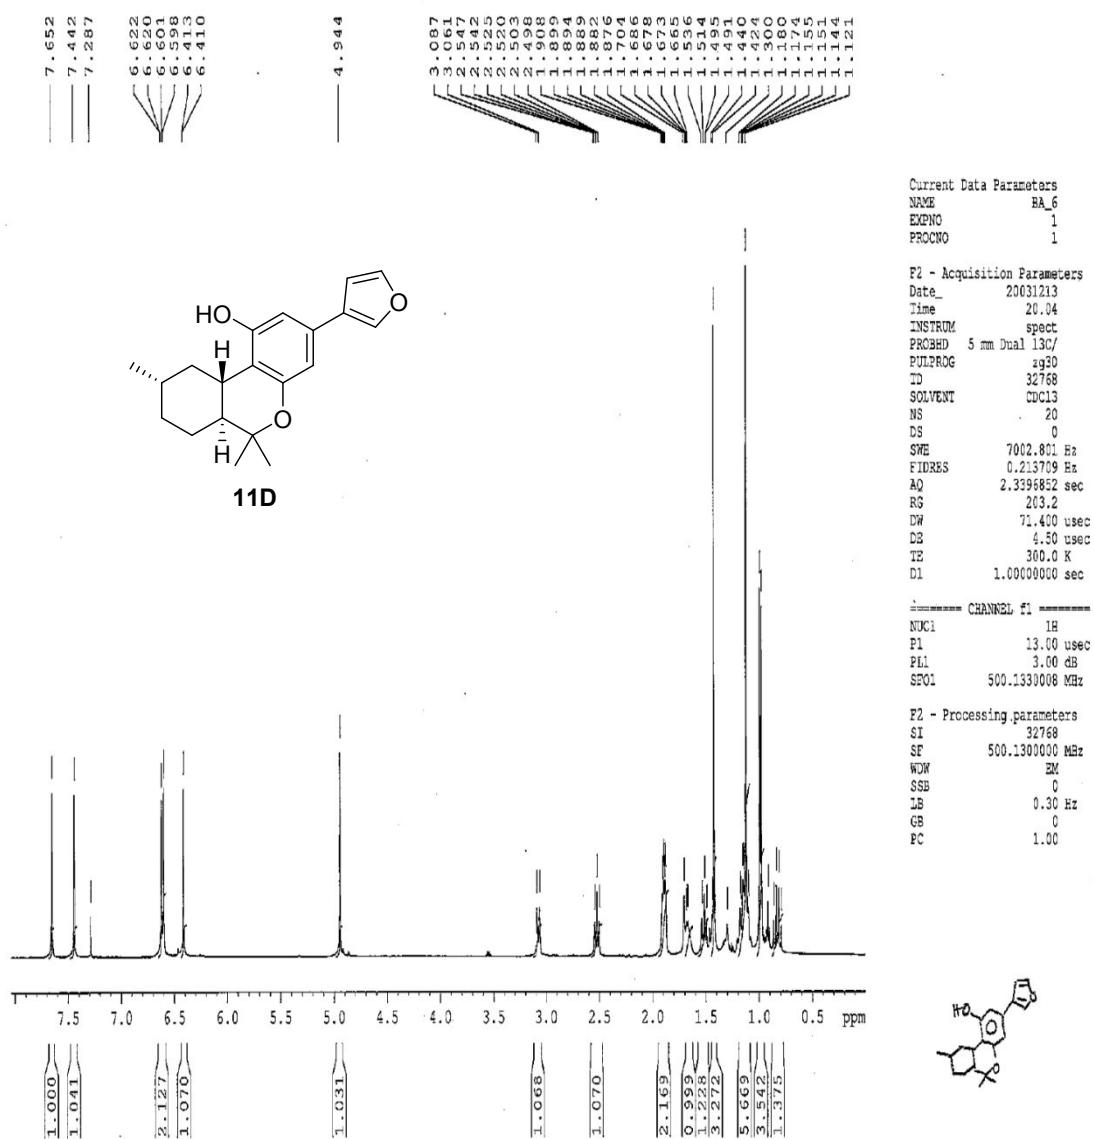 7.652
7.442
7.287
6.622
6.620
6.601
6.598
6.413
6.410
4.944
3.087
3.061
2.547
2.542
2.525
2.520
2.503
2.498
1.908
1.899
1.894
1.889
1.882
1.876
1.704
1.686
1.678
1.673
1.665
1.536
1.514
1.495
1.491
1.440
1.424
1.300
1.180
1.174
1.155
1.151
1.144
1.121
Current Data Parameters
NAME BA_6
EXPNO 1
PROCNO 1
F2 - Acquisition Parameters
Date_ 20031213
Time 20.04
INSTRUM spect
PROBHD 5 mm Dual 13C/
PULPROG zg30
TD 32768
SOLVENT CDCl3
NS 20
DS 0
SWH 7002.801 Hz
FIDRES 0.213709 Hz
AQ 2.3396852 sec
RG 203.2
DW 71.400 usec
DE 4.50 usec
TE 300.0 K
D1 1.00000000 sec
======== CHANNEL f1 ========
NUC1 1H
P1 13.00 usec
PL1 3.00 dB
SFO1 500.1330008 MHz
F2 - Processing parameters
SI 32768
SF 500.1300000 MHz
WDW EM
SSB 0
LB 0.30 Hz
GB 0
PC 1.00
HO
O
H
O
H
11D
7.5 7.0 6.5 6.0 5.5 5.0 4.5 4.0 3.5 3.0 2.5 2.0 1.5 1.0 0.5 ppm
HO
O
O
1.000
1.041
2.127
1.070
1.031
1.068
1.070
2.169
0.999
1.228
3.272
5.669
3.542
1.375